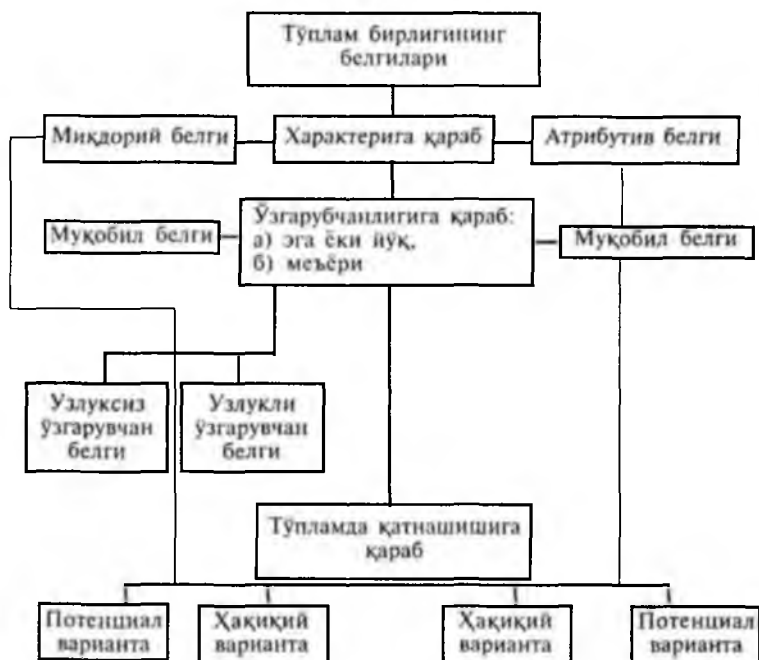 Тўплам бирлигининг
белгилари
Миқдорий белги
Характерига қараб
Атрибутив белги
Ўзгарубчанлигига қараб:
а) эга ёки йўқ,
б) меъёри
Муқобил белги
Муқобил белги
Узлуксиз
ўзгарувчан
белги
Узлукли
ўзгарувчан
белги
Тўпламда қатнашишига
қараб
Потенциал
варианта
Ҳақиқий
варианта
Ҳақиқий
варианта
Потенциал
варианта